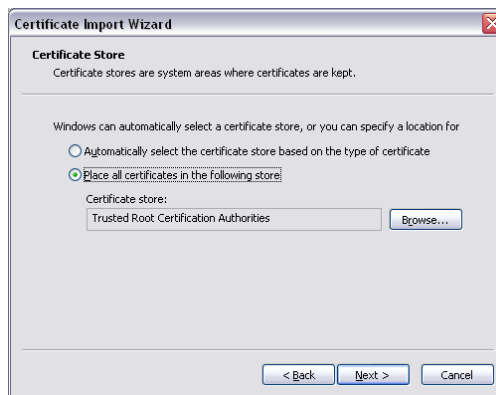 Certificate Import Wizard
Certificate Store
Certificate stores are system areas where certificates are kept.
Windows can automatically select a certificate store, or you can specify a location for
Automatically select the certificate store based on the type of certificate
Place all certificates in the following store
Certificate store:
Trusted Root Certification Authorities
Browse...
< Back
Next >
Cancel